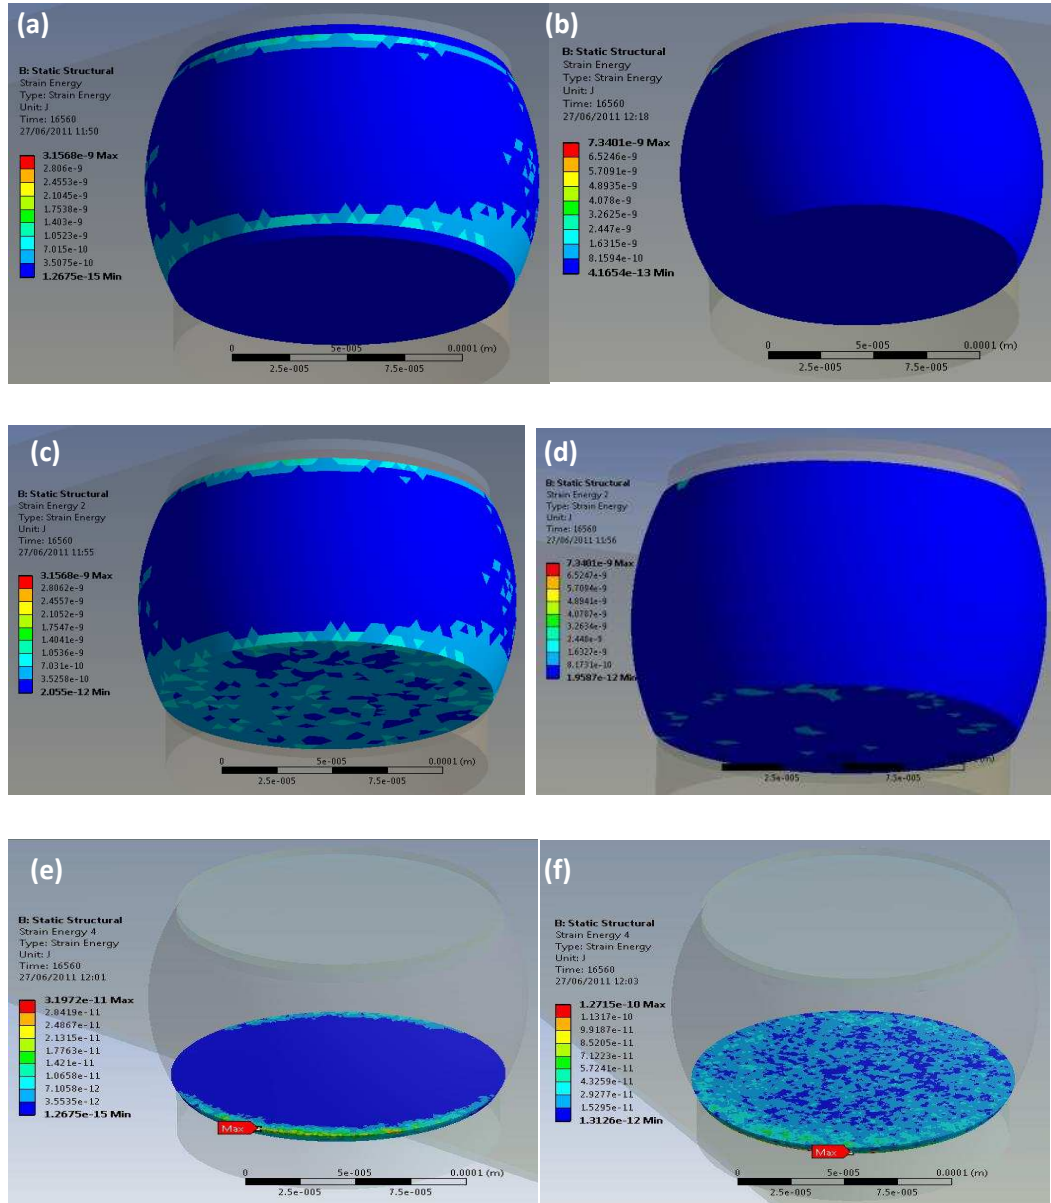 (a)
B: Static Structural
Strain Energy
Type: Strain Energy
Unit: J
Time: 16560
27/06/2011 11:50
3.1568e-9 Max
2.806e-9
2.4553e-9
2.1045e-9
1.7538e-9
1.403e-9
1.0523e-9
7.015e-10
3.5075e-10
1.2675e-15 Min
0 5e-005 0.0001 (m)
2.5e-005 7.5e-005
(b)
B: Static Structural
Strain Energy
Type: Strain Energy
Unit: J
Time: 16560
27/06/2011 12:18
7.3401e-9 Max
6.5246e-9
5.7091e-9
4.8935e-9
4.078e-9
3.2625e-9
2.447e-9
1.6315e-9
8.1594e-10
4.1654e-13 Min
0 5e-005 0.0001 (m)
2.5e-005 7.5e-005
(c)
B: Static Structural
Strain Energy 2
Type: Strain Energy
Unit: J
Time: 16560
27/06/2011 11:55
3.1568e-9 Max
2.8062e-9
2.4557e-9
2.1052e-9
1.7547e-9
1.4041e-9
1.0536e-9
7.031e-10
3.5258e-10
2.055e-12 Min
0 5e-005 0.0001 (m)
2.5e-005 7.5e-005
(d)
B: Static Structural
Strain Energy 2
Type: Strain Energy
Unit: J
Time: 16560
27/06/2011 11:56
7.3401e-9 Max
6.5247e-9
5.7094e-9
4.8941e-9
4.0787e-9
3.2634e-9
2.448e-9
1.6327e-9
8.1731e-10
1.9587e-12 Min
2.5e-005 7.5e-005
(e)
B: Static Structural
Strain Energy 4
Type: Strain Energy
Unit: J
Time: 16560
27/06/2011 12:01
3.1972e-11 Max
2.8419e-11
2.4867e-11
2.1315e-11
1.7763e-11
1.421e-11
1.0658e-11
7.1058e-12
3.5535e-12
1.2675e-15 Min
Max
0 5e-005 0.0001 (m)
2.5e-005 7.5e-005
(f)
B: Static Structural
Strain Energy 4
Type: Strain Energy
Unit: J
Time: 16560
27/06/2011 12:03
1.2715e-10 Max
1.1317e-10
9.9187e-11
8.5205e-11
7.1223e-11
5.7241e-11
4.3259e-11
2.9277e-11
1.5295e-11
1.3126e-12 Min
Max
0 5e-005 0.0001 (m)
2.5e-005 7.5e-005